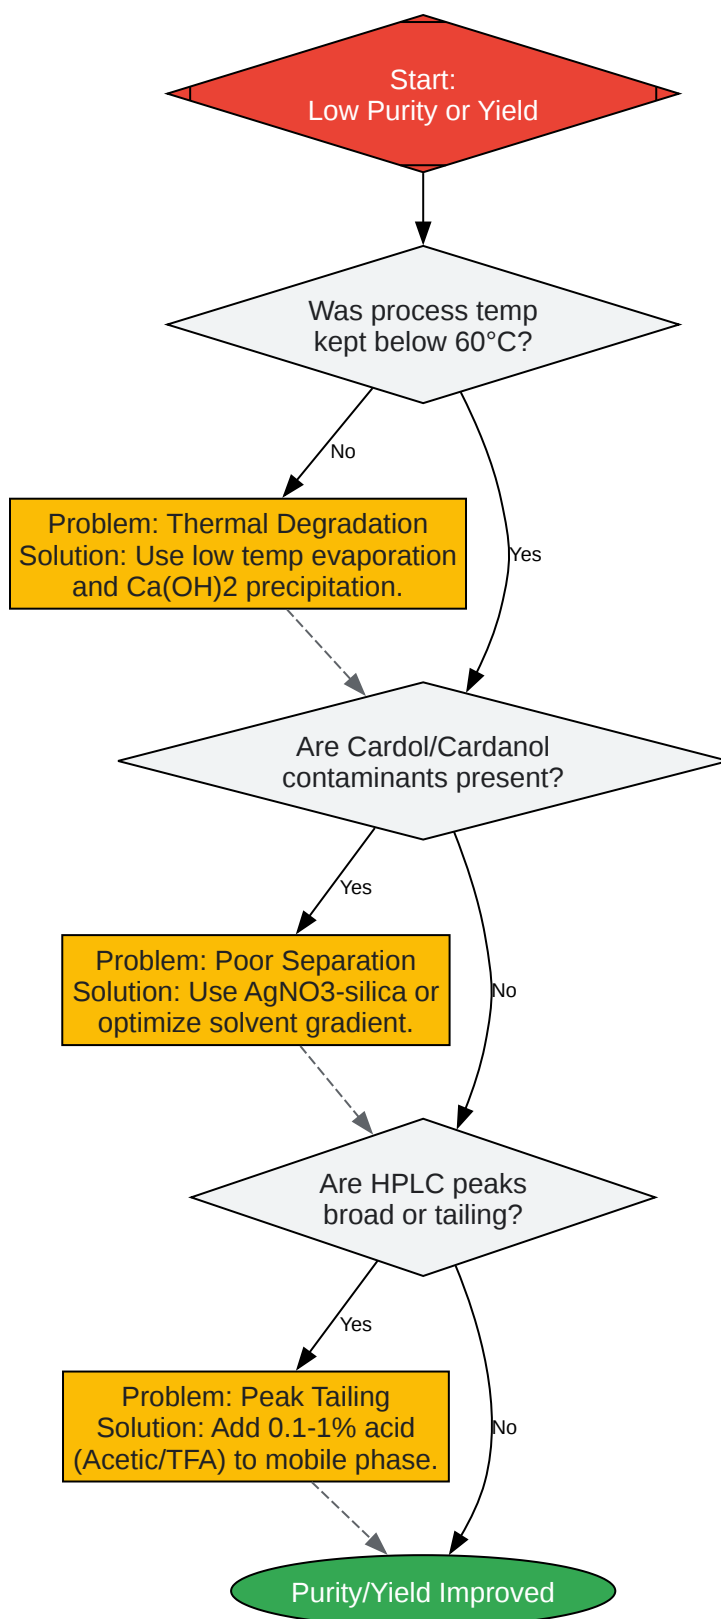 Start:
Low Purity or Yield
Was process temp
kept below 60°C?
No
Yes
Problem: Thermal Degradation
Solution: Use low temp evaporation
and Ca(OH)2 precipitation.
Are Cardol/Cardanol
contaminants present?
Yes
No
Problem: Poor Separation
Solution: Use AgNO3-silica or
optimize solvent gradient.
Are HPLC peaks
broad or tailing?
Yes
No
Problem: Peak Tailing
Solution: Add 0.1-1% acid
(Acetic/TFA) to mobile phase.
Purity/Yield Improved